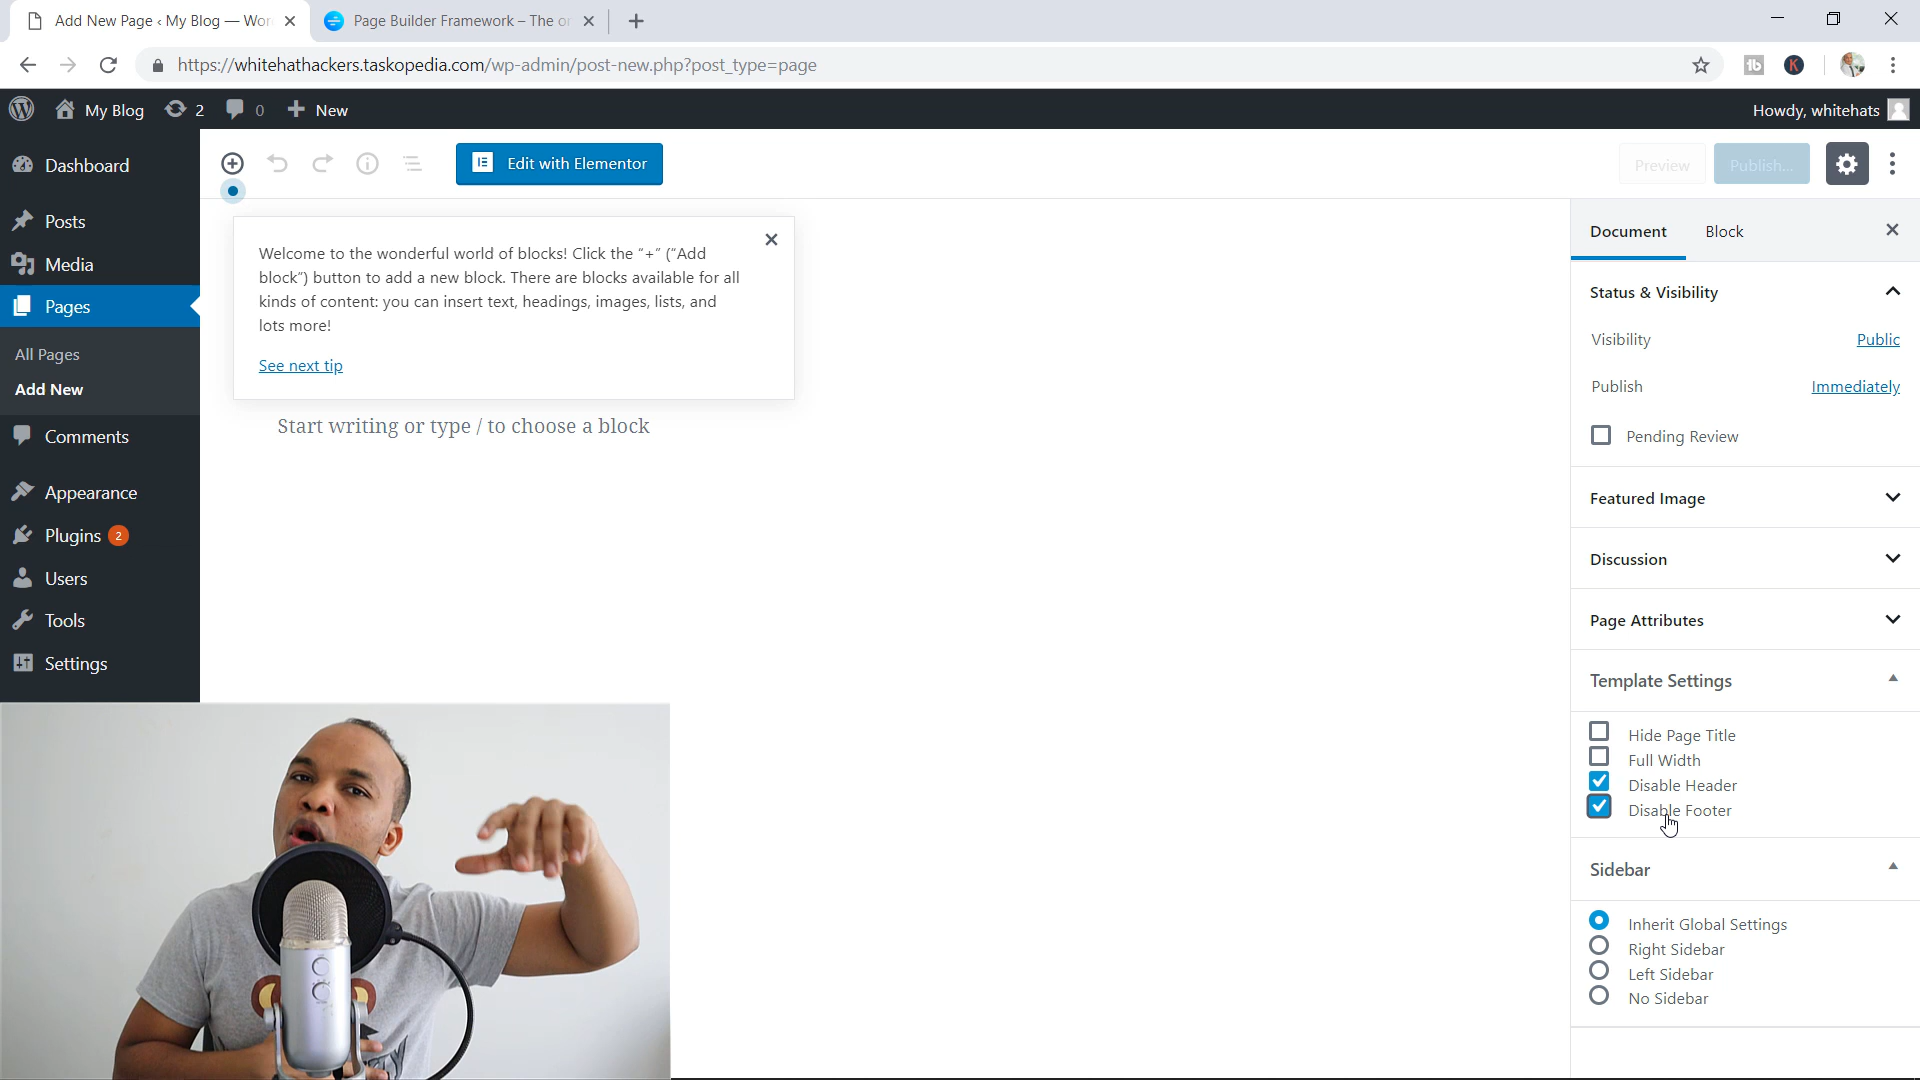 Add New Page ‹ My Blog — Wor
Page Builder Framework – The o
https://whitehathackers.taskopedia.com/wp-admin/post-new.php?post_type=page
tb
K
My Blog
2
0
New
Howdy, whitehats
Dashboard
Posts
Media
Pages
All Pages
Add New
Comments
Appearance
Plugins 2
Users
Tools
Settings
Edit with Elementor
Preview
Publish...
Welcome to the wonderful world of blocks! Click the “+” (“Add
block”) button to add a new block. There are blocks available for all
kinds of content: you can insert text, headings, images, lists, and
lots more!
See next tip
Start writing or type / to choose a block
Document
Block
Status & Visibility
Visibility
Public
Publish
Immediately
Pending Review
Featured Image
Discussion
Page Attributes
Template Settings
Hide Page Title
Full Width
Disable Header
Disable Footer
Sidebar
Inherit Global Settings
Right Sidebar
Left Sidebar
No Sidebar